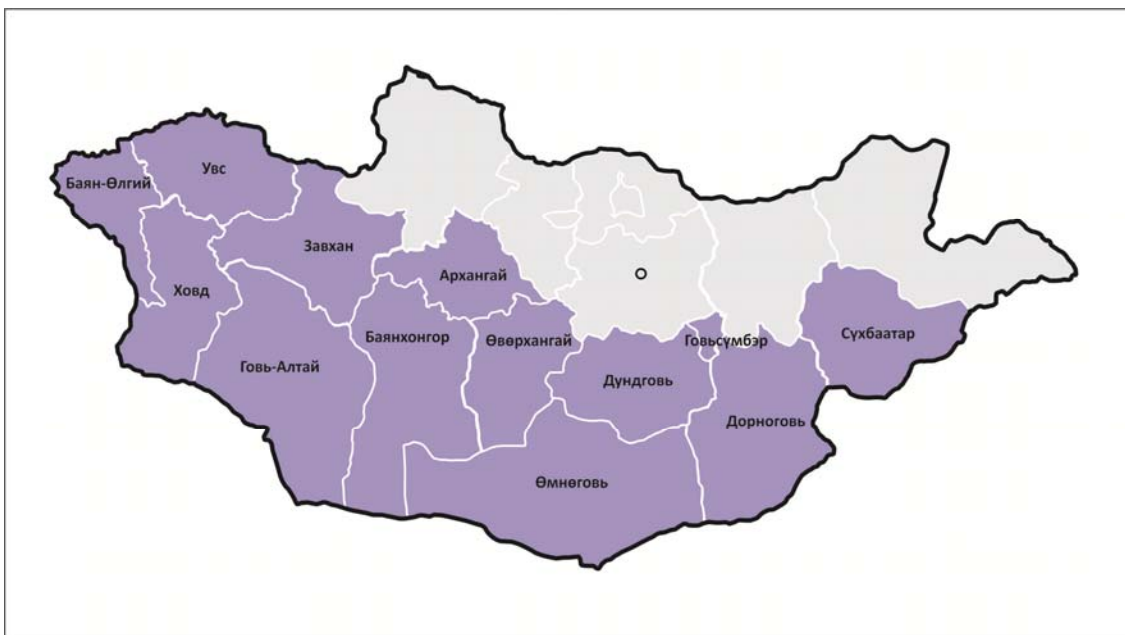 Увс
Баян-Өлгий
Завхан
Архангай
Ховд
Сүхбаатар
Баянхонгор
Өвөрхангай
Говьсүмбэр
Говь-Алтай
Дундговь
Дорноговь
Өмнөговь